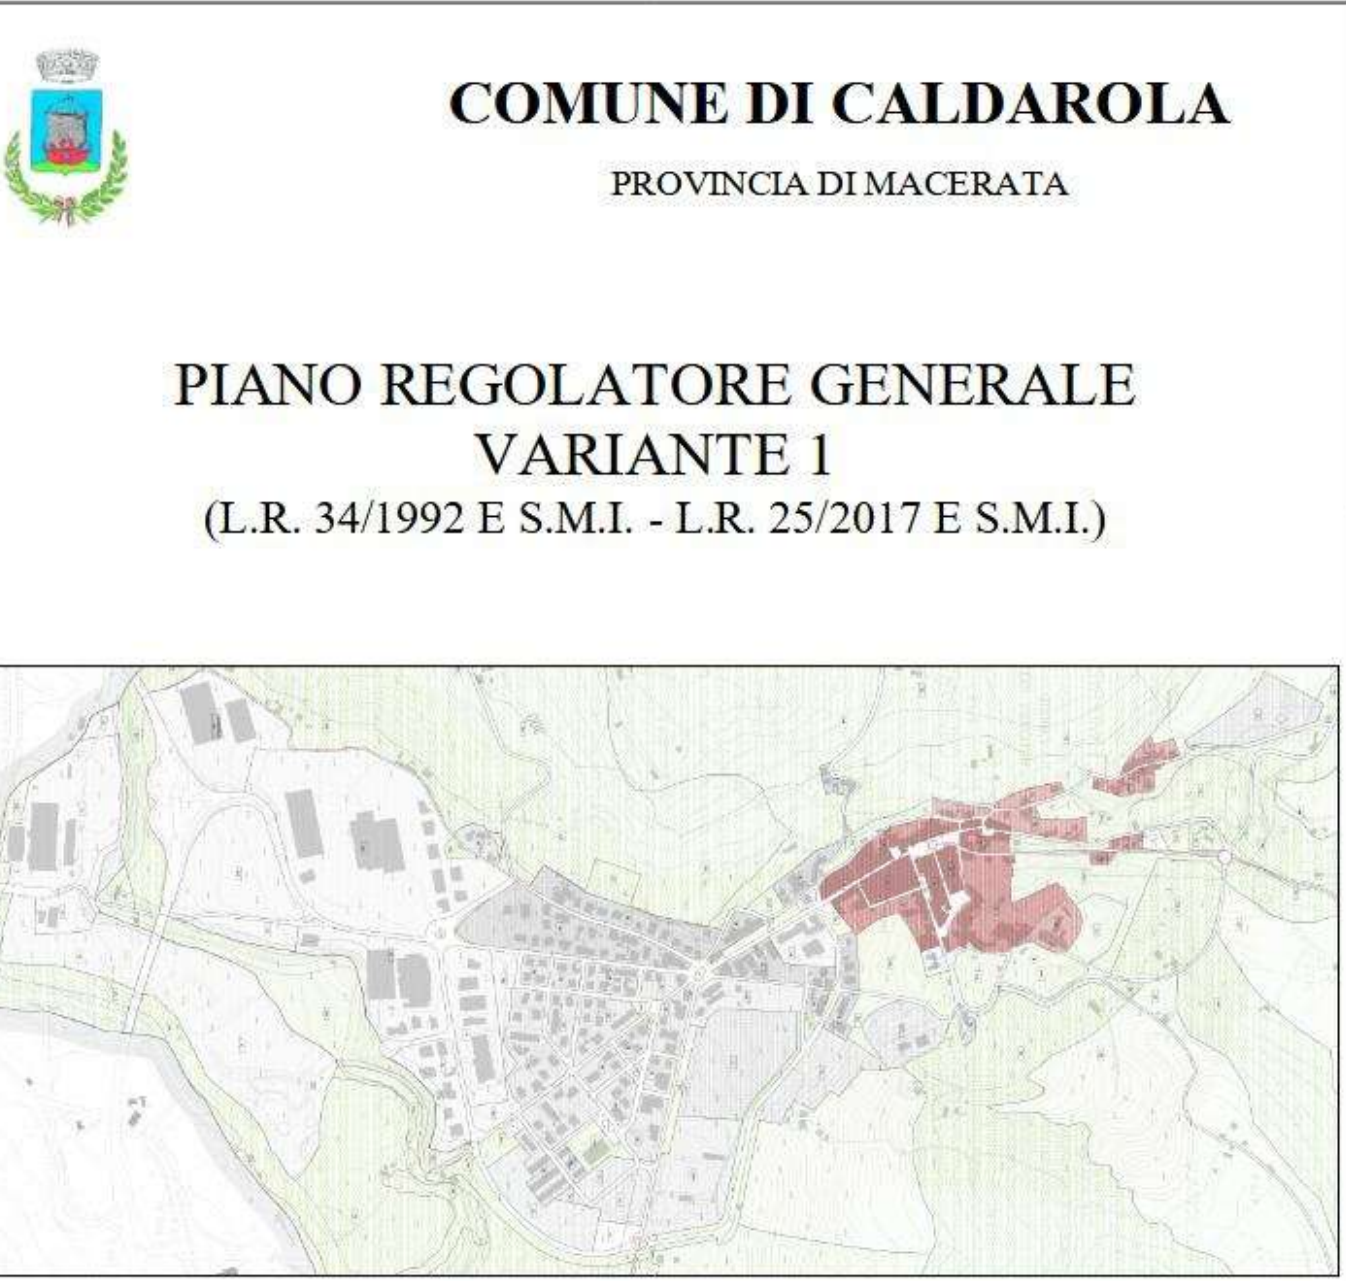 COMUNE DI CALDAROLA
PROVINCIA DI MACERATA
PIANO REGOLATORE GENERALE
VARIANTE 1
(L.R. 34/1992 E S.M.I. - L.R. 25/2017 E S.M.I.)